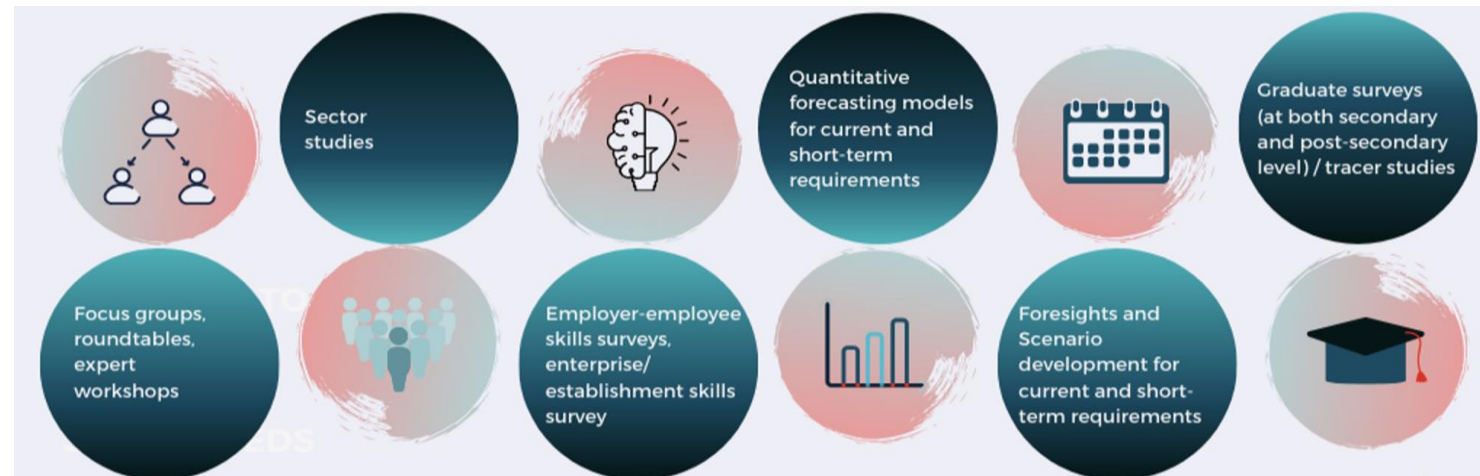 Sector
studies
Quantitative
forecasting models
for current and
short-term
requirements
Graduate surveys
(at both secondary
and post-secondary
level) / tracer studies
Focus groups,
roundtables,
expert
workshops
TO
EDS
Employer-employee
skills surveys,
enterprise/
establishment skills
survey
Foresights and
Scenario
development for
current and short-
term requirements